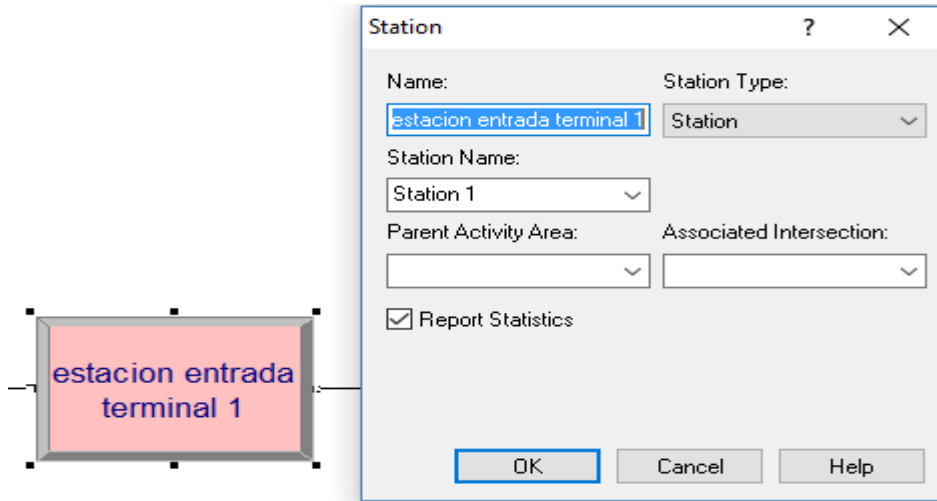 Station ?
Name: Station Type:
estacion entrada terminal 1 Station
Station Name:
Station 1
Parent Activity Area: Associated Intersection:
Report Statistics
estacion entrada
terminal 1
OK Cancel Help